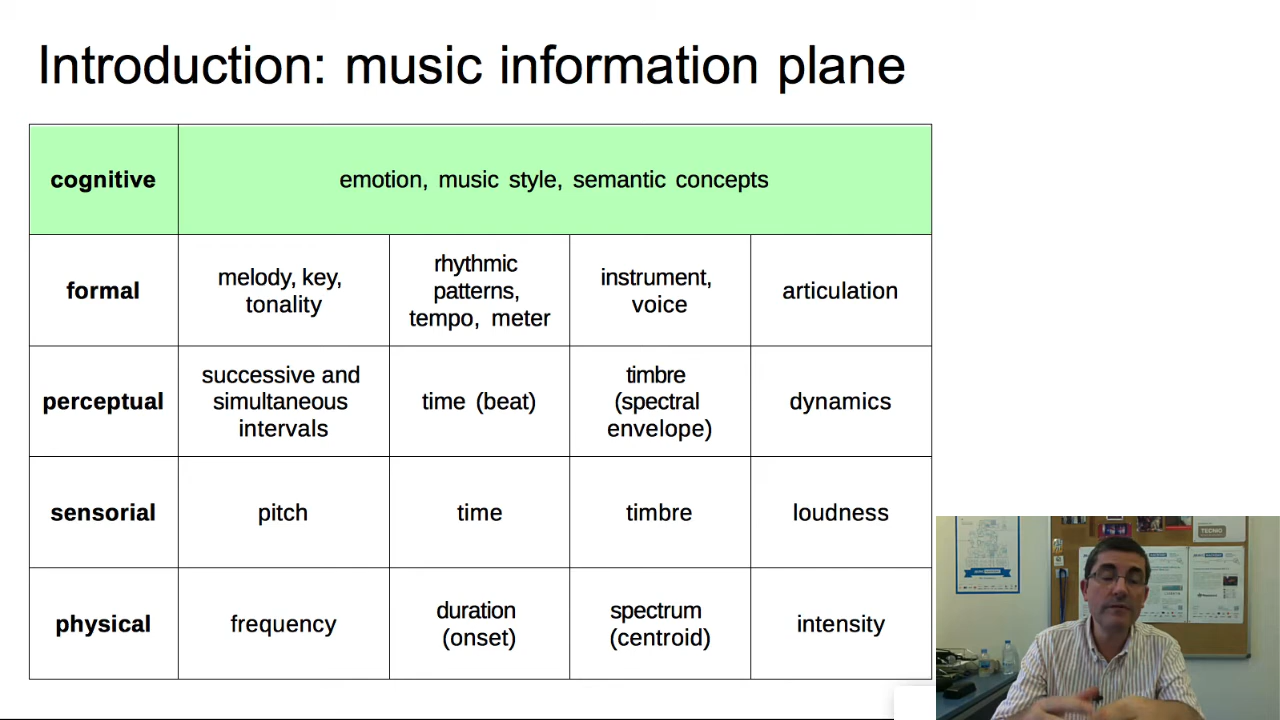 Introduction: music information plane
cognitive
emotion, music style, semantic concepts
formal
melody, key,
tonality
rhythmic
patterns,
tempo, meter
instrument,
voice
articulation
perceptual
successive and
simultaneous
intervals
time (beat)
timbre
(spectral
envelope)
dynamics
sensorial
pitch
time
timbre
loudness
physical
frequency
duration
(onset)
spectrum
(centroid)
intensity
TECNIO